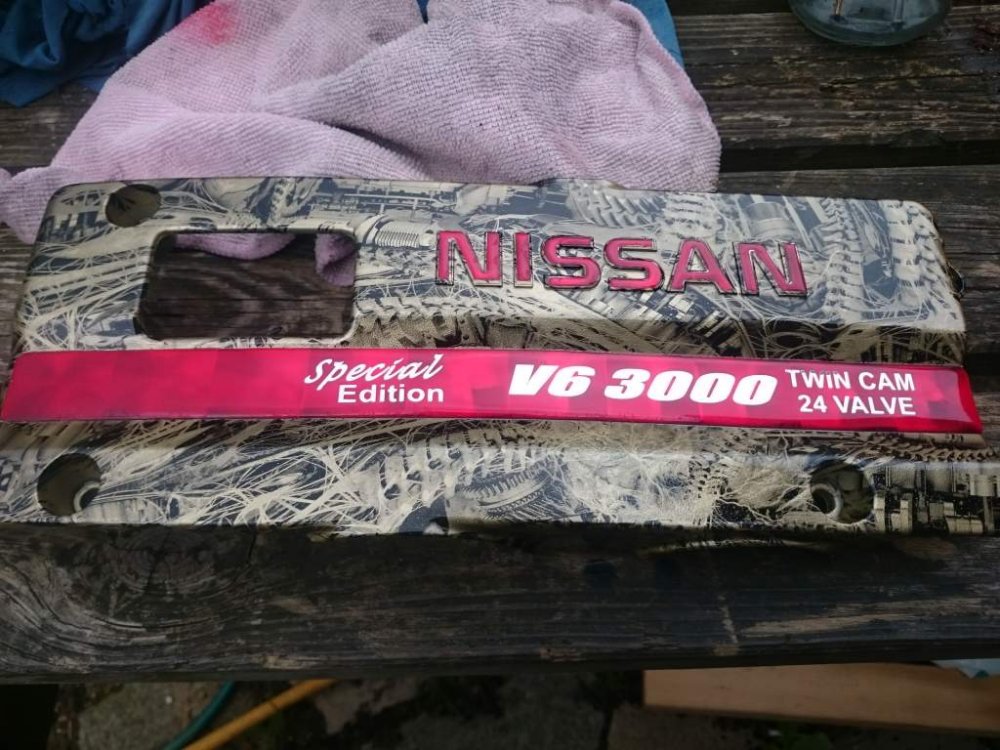 NISSAN
Special Edition
V6 3000
TWIN CAM
24 VALVE